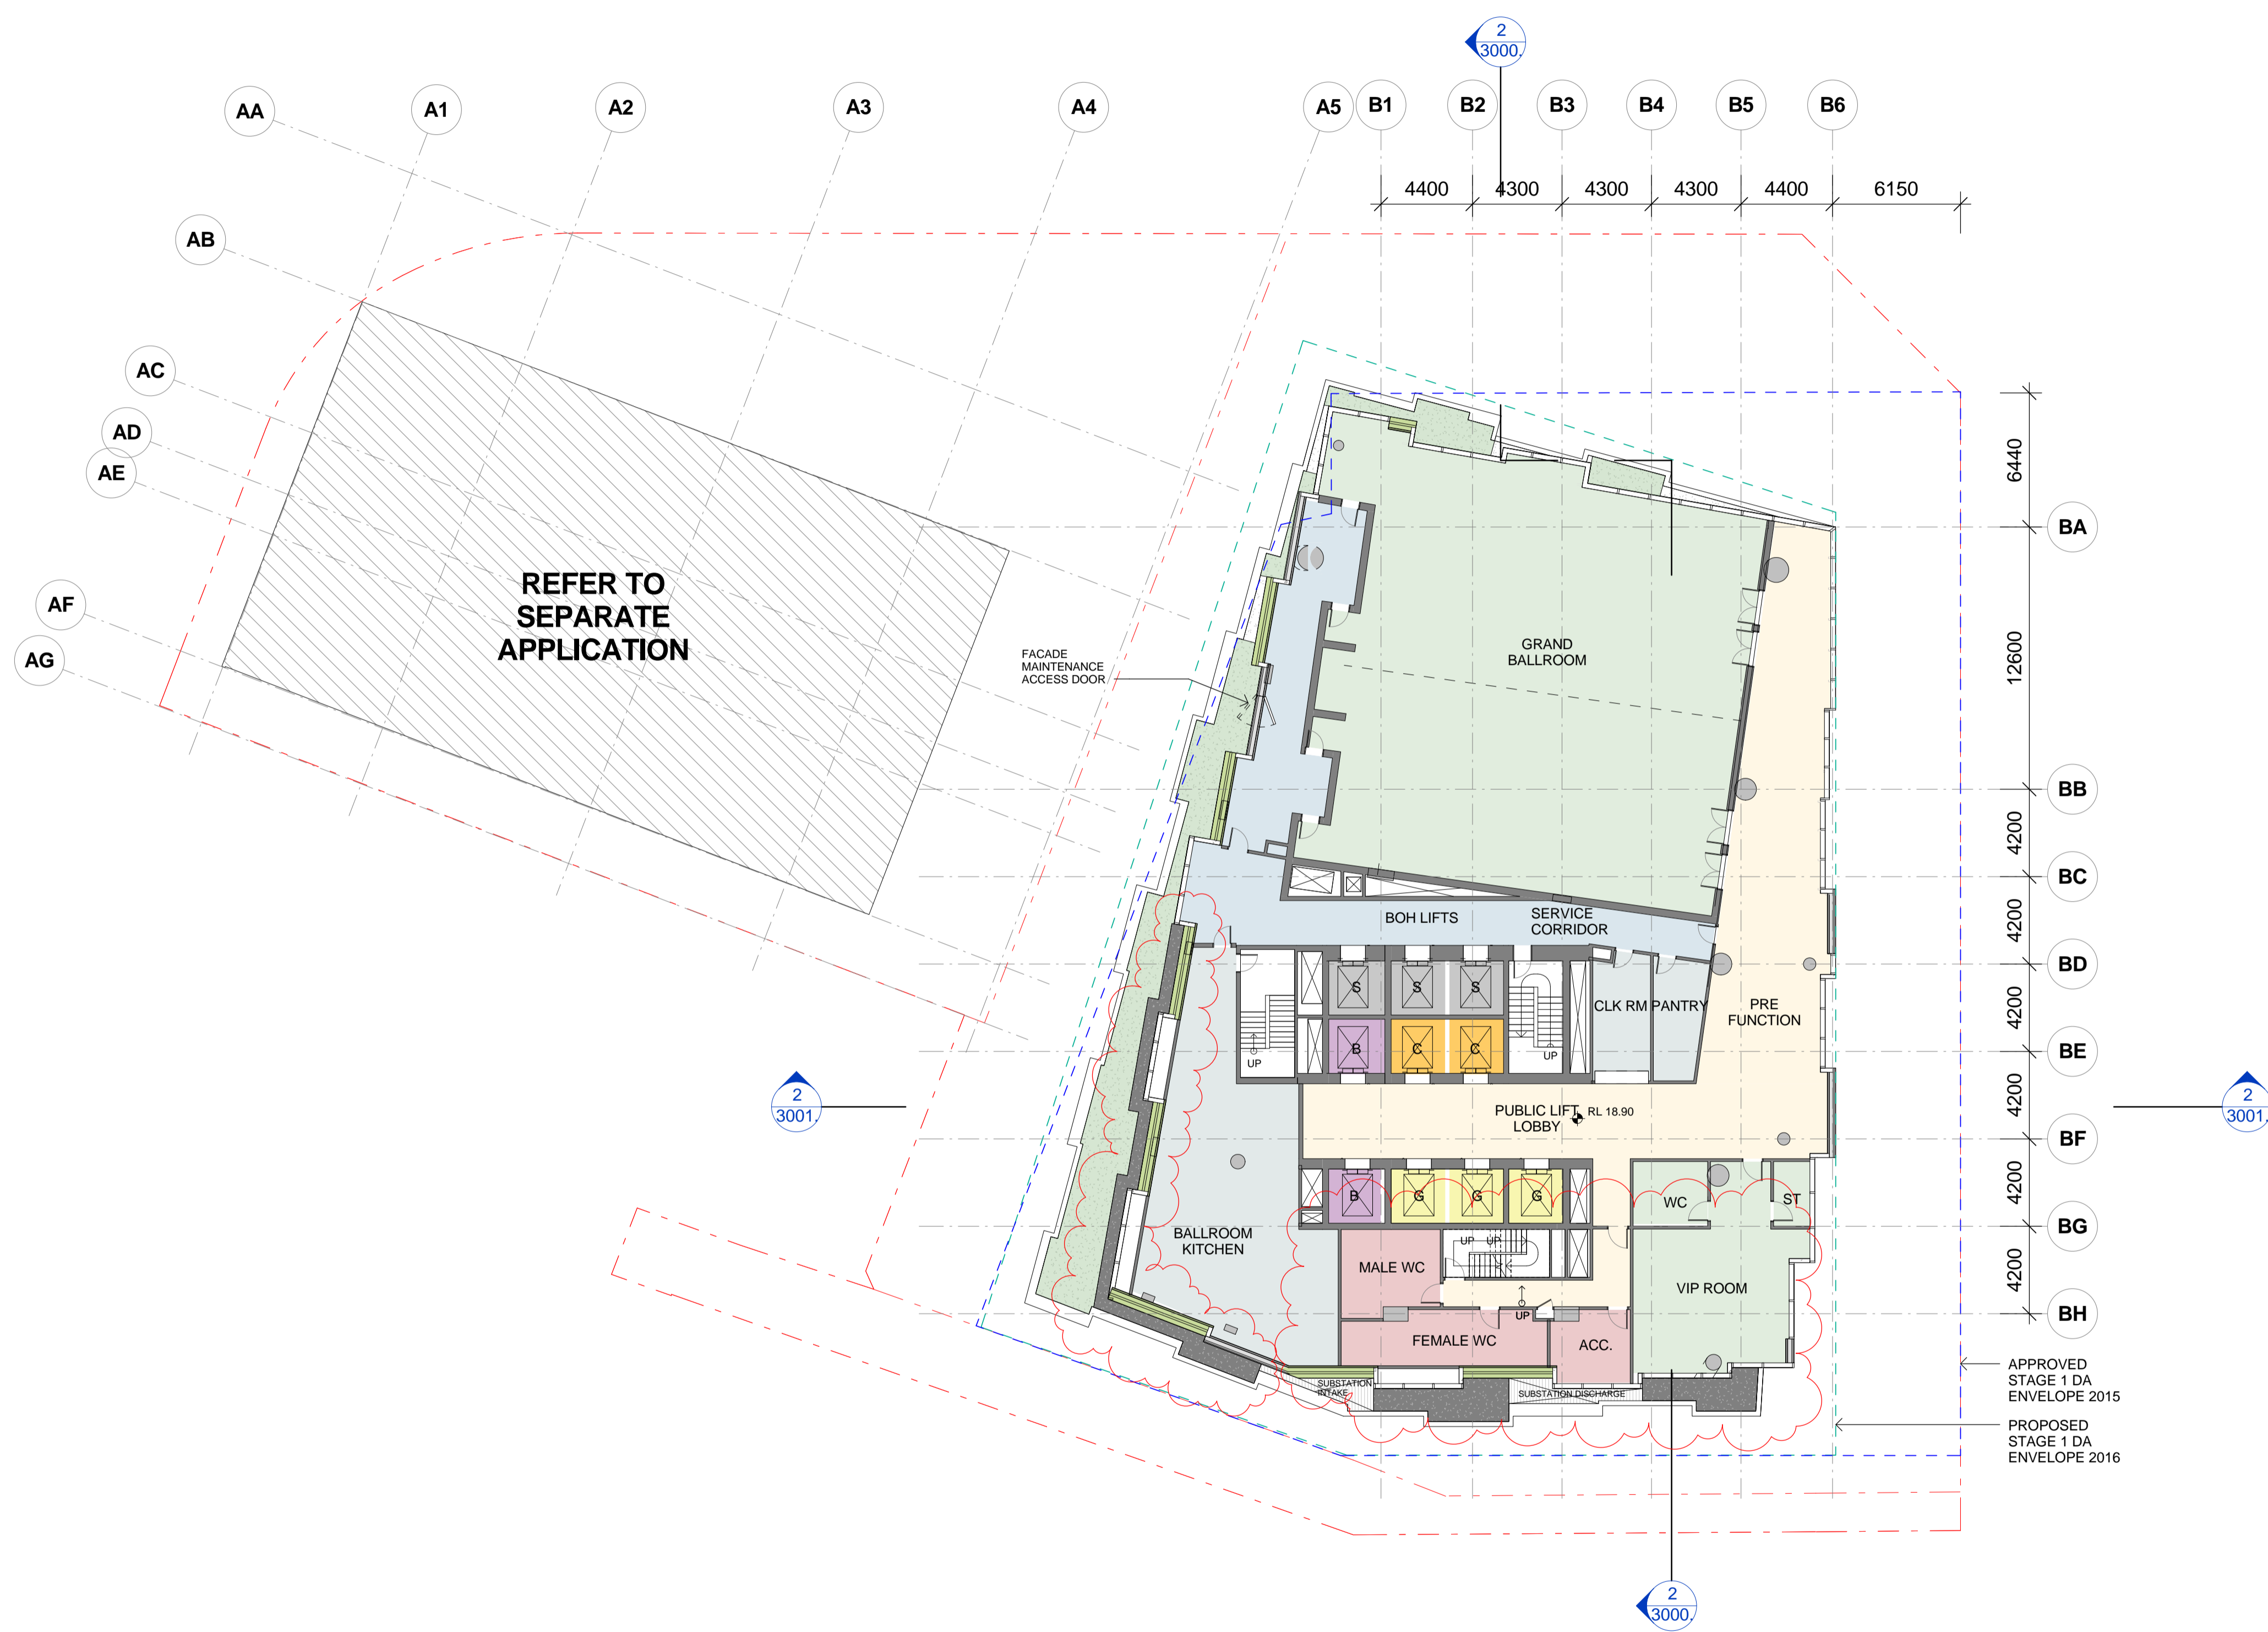 2
3000.
AA
A1
A2
A3
A4
A5
B1
B2
B3
B4
B5
B6
4400
4300
4300
4300
4400
6150
AB
AC
AD
AE
AF
AG
REFER TO
SEPARATE
APPLICATION
6440
BA
12600
BB
4200
BC
4200
BD
4200
BE
4200
BF
4200
BG
4200
BH
FACADE
MAINTENANCE
ACCESS DOOR
GRAND
BALLROOM
BOH LIFTS
SERVICE
CORRIDOR
S
S
S
CLK RM
PANTRY
PRE
FUNCTION
B
C
C
UP
UP
2
3001.
PUBLIC LIFT
LOBBY
RL 18.90
2
3001.
B
G
G
G
WC
ST
BALLROOM
KITCHEN
UP
UP
MALE WC
VIP ROOM
UP
FEMALE WC
ACC.
SUBSTATION
INTAKE
SUBSTATION DISCHARGE
APPROVED
STAGE 1 DA
ENVELOPE 2015
PROPOSED
STAGE 1 DA
ENVELOPE 2016
2
3000.